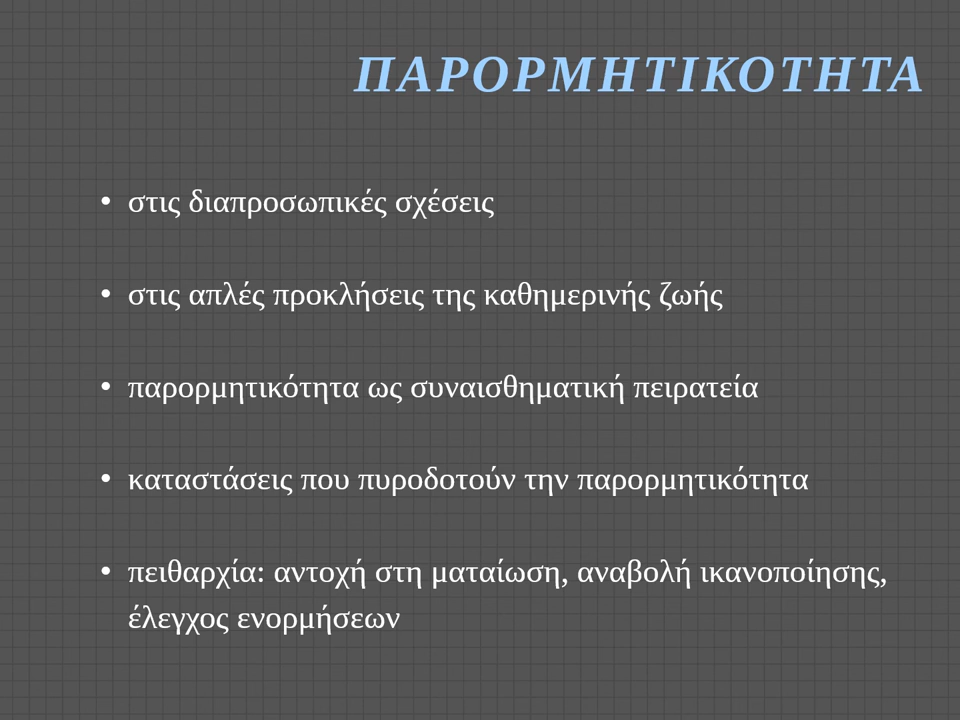 ΠΑΡΟΡΜΗΤΙΚΟΤΗΤΑ
• στις διαπροσωπικές σχέσεις
• στις απλές προκλήσεις της καθημερινής ζωής
• παρορμητικότητα ως συναισθηματική πειρατεία
• καταστάσεις που πυροδοτούν την παρορμητικότητα
• πειθαρχία: αντοχή στη ματαίωση, αναβολή ικανοποίησης,
έλεγχος ενορμήσεων